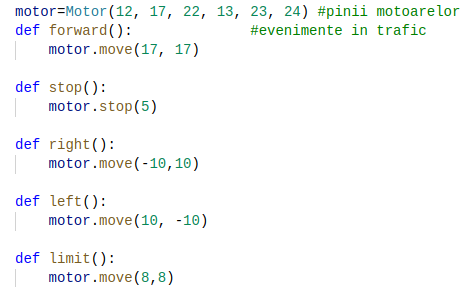 motor=Motor(12, 17, 22, 13, 23, 24) #pinii motoarelor
def forward():              #evenimente in trafic
    motor.move(17, 17)

def stop():
    motor.stop(5)

def right():
    motor.move(-10,10)

def left():
    motor.move(10, -10)

def limit():
    motor.move(8,8)